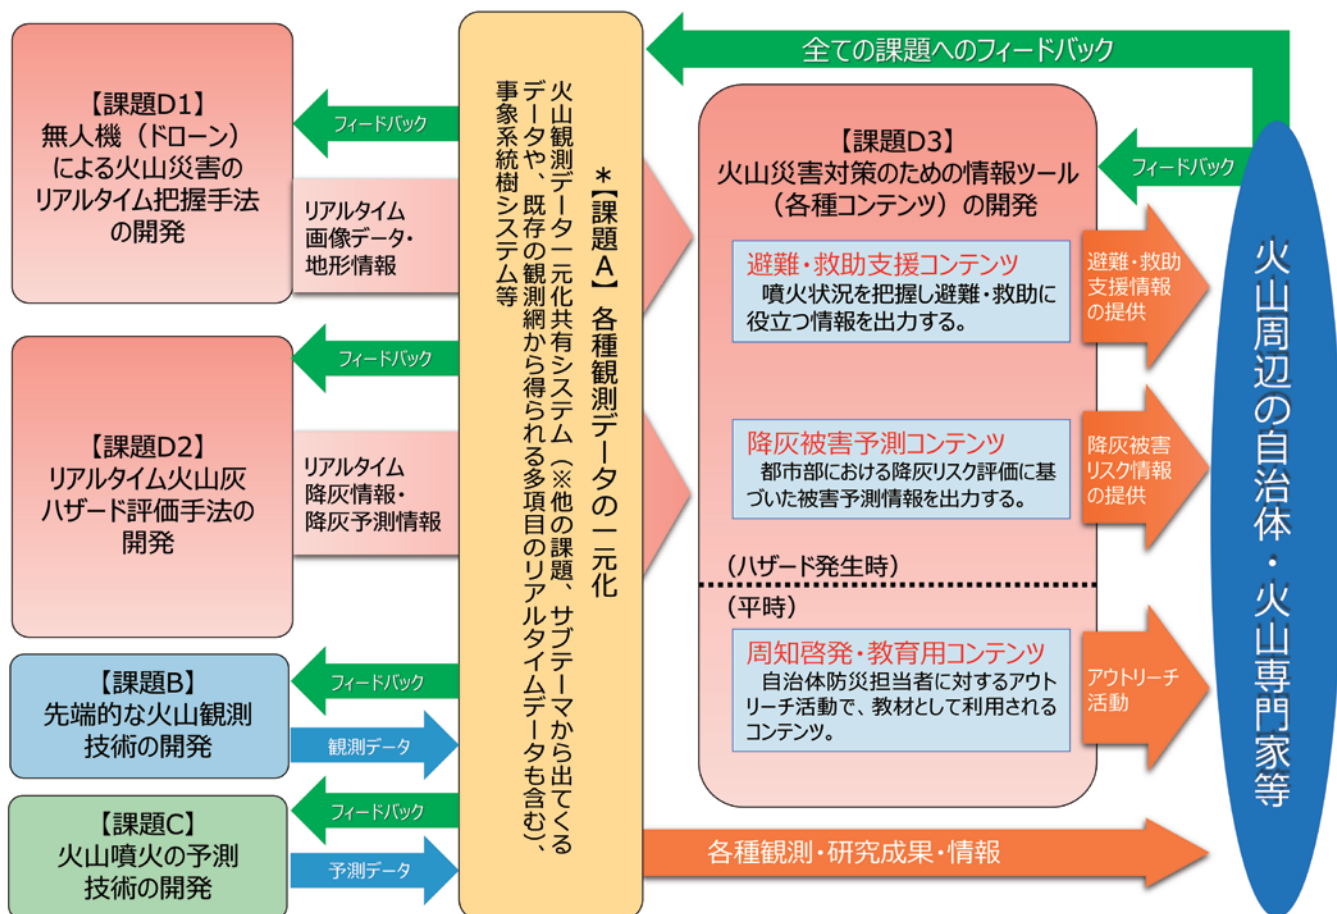 【課題D1】
無人機（ドローン）
による火山災害の
リアルタイム把握手法
の開発
フィードバック
リアルタイム
画像データ・
地形情報
【課題D2】
リアルタイム火山灰
ハザード評価手法の
開発
フィードバック
リアルタイム
降灰情報・
降灰予測情報
【課題B】
先端的な火山観測
技術の開発
フィードバック
観測データ
【課題C】
火山噴火の予測
技術の開発
フィードバック
予測データ
＊【課題A】各種観測データの一元化
火山観測データ一元化共有システム（※他の課題、サブテーマから出てくる
データや、既存の観測網から得られる多項目のリアルタイムデータも含む）、
事象系統樹システム等
全ての課題へのフィードバック
【課題D3】
火山災害対策のための情報ツール
（各種コンテンツ）の開発
フィードバック
避難・救助支援コンテンツ
噴火状況を把握し避難・救助に
役立つ情報を出力する。
避難・救助
支援情報
の提供
降灰被害予測コンテンツ
都市部における降灰リスク評価に基
づいた被害予測情報を出力する。
降灰被害
リスク情報
の提供
（ハザード発生時）
（平時）
周知啓発・教育用コンテンツ
自治体防災担当者に対するアウト
リーチ活動で、教材として利用される
コンテンツ。
アウトリーチ
活動
各種観測・研究成果・情報
火山周辺の自治体・火山専門家等